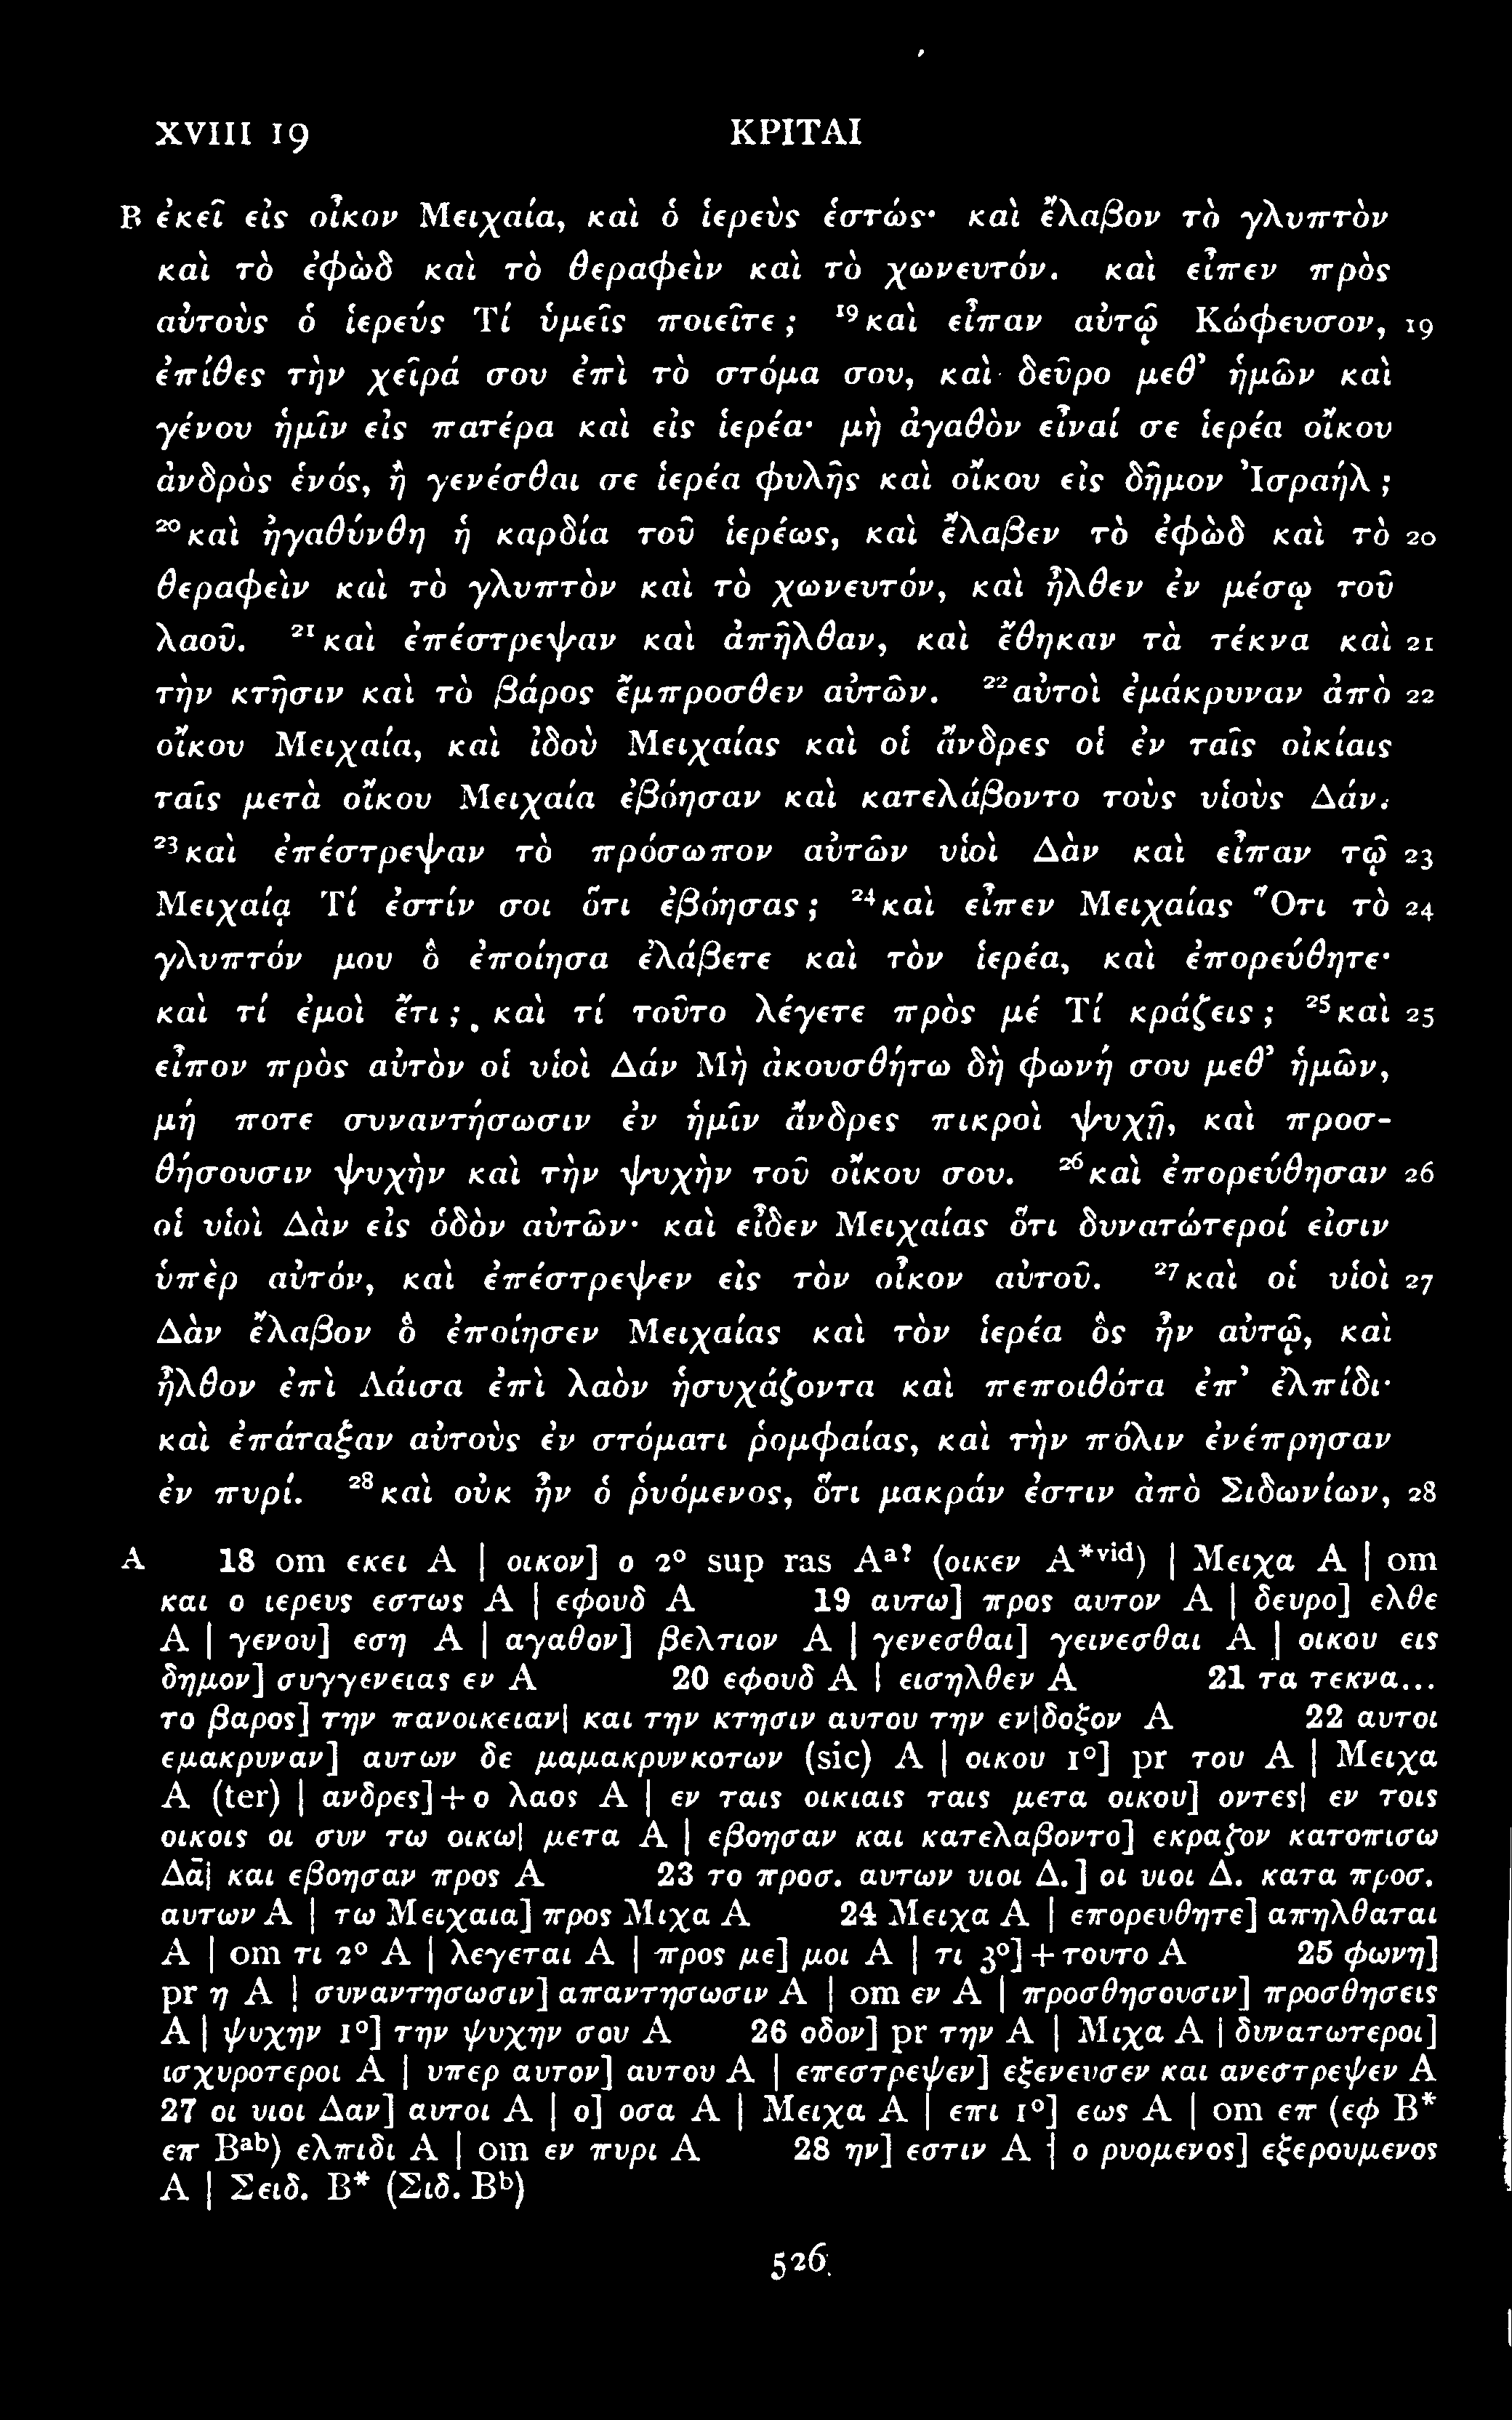 XVIII 19 ΚΡΙΤΑΙ
B ἐκεῖ εἰς οἶκον Μειχαία, καὶ ὁ ἱερεὺς ἑστώς· καὶ ἔλαβον τὸ γλυπτὸν
καὶ τὸ ἐφὼδ καὶ τὸ θεραφεὶν καὶ τὸ χωνευτόν. καὶ εἶπεν πρὸς
αὐτοὺς ὁ ἱερεύς Τί ὑμεῖς ποιεῖτε; ¹⁹καὶ εἶπαν αὐτῷ Κώφευσον, 19
ἐπίθες τὴν χεῖρά σου ἐπὶ τὸ στόμα σου, καὶ δεῦρο μεθ’ ἡμῶν καὶ
γένου ἡμῖν εἰς πατέρα καὶ εἰς ἱερέα· μὴ ἀγαθὸν εἶναί σε ἱερέα οἴκου
ἀνδρὸς ἑνός, ἢ γενέσθαι σε ἱερέα φυλῆς καὶ οἴκου εἰς δῆμον Ἰσραήλ;
²⁰καὶ ἠγαθύνθη ἡ καρδία τοῦ ἱερέως, καὶ ἔλαβεν τὸ ἐφὼδ καὶ τὸ 20
θεραφεὶν καὶ τὸ γλυπτὸν καὶ τὸ χωνευτόν, καὶ ἦλθεν ἐν μέσῳ τοῦ
λαοῦ. ²¹καὶ ἐπέστρεψαν καὶ ἀπῆλθαν, καὶ ἔθηκαν τὰ τέκνα καὶ 21
τὴν κτῆσιν καὶ τὸ βάρος ἔμπροσθεν αὐτῶν. ²²αὐτοὶ ἐμάκρυναν ἀπὸ 22
οἴκου Μειχαία, καὶ ἰδοὺ Μειχαίας καὶ οἱ ἄνδρες οἱ ἐν ταῖς οἰκίαις
ταῖς μετὰ οἴκου Μειχαία ἐβόησαν καὶ κατελάβοντο τοὺς υἱοὺς Δάν.
²³καὶ ἐπέστρεψαν τὸ πρόσωπον αὐτῶν υἱοὶ Δὰν καὶ εἶπαν τῷ 23
Μειχαίᾳ Τί ἐστίν σοι ὅτι ἐβόησας; ²⁴καὶ εἶπεν Μειχαίας Ὅτι τὸ 24
γλυπτόν μου ὃ ἐποίησα ἐλάβετε καὶ τὸν ἱερέα, καὶ ἐπορεύθητε·
καὶ τί ἐμοὶ ἔτι; καὶ τί τοῦτο λέγετε πρὸς μέ Τί κράζεις; ²⁵καὶ 25
εἶπον πρὸς αὐτὸν οἱ υἱοὶ Δάν Μὴ ἀκουσθήτω δὴ φωνή σου μεθ’ ἡμῶν,
μή ποτε συναντήσωσιν ἐν ἡμῖν ἄνδρες πικροὶ ψυχῇ, καὶ προσ-
θήσουσιν ψυχὴν καὶ τὴν ψυχὴν τοῦ οἴκου σου. ²⁶καὶ ἐπορεύθησαν 26
οἱ υἱοὶ Δὰν εἰς ὁδὸν αὐτῶν· καὶ εἶδεν Μειχαίας ὅτι δυνατώτεροί εἰσιν
ὑπὲρ αὐτόν, καὶ ἐπέστρεψεν εἰς τὸν οἶκον αὐτοῦ. ²⁷καὶ οἱ υἱοὶ 27
Δὰν ἔλαβον ὃ ἐποίησεν Μειχαίας καὶ τὸν ἱερέα ὃς ἦν αὐτῷ, καὶ
ἦλθον ἐπὶ Λάισα ἐπὶ λαὸν ἡσυχάζοντα καὶ πεποιθότα ἐπ’ ἐλπίδι·
καὶ ἐπάταξαν αὐτοὺς ἐν στόματι ῥομφαίας, καὶ τὴν πόλιν ἐνέπρησαν
ἐν πυρί. ²⁸καὶ οὐκ ἦν ὁ ῥυόμενος, ὅτι μακράν ἐστιν ἀπὸ Σιδωνίων, 28
A 18 om εκει A | οικον] ο 2° sup ras Aᵃ? (οικεν A*ᵛⁱᵈ) | Μειχα A | om
και ο ιερευς εστως A | εφουδ A 19 αυτω] προς αυτον A | δευρο] ελθε
A | γενου] εση A | αγαθον] βελτιον A | γενεσθαι] γεινεσθαι A | οικου εις
δημον] συγγενειας εν A 20 εφουδ A | εισηλθεν A 21 τα τεκνα...
το βαρος] την πανοικειαν| και την κτησιν αυτου την εν|δοξον A 22 αυτοι
εμακρυναν] αυτων δε μαμακρυνκοτων (sic) A | οικου 1°] pr του A | Μειχα
A (ter) | ανδρες]+ο λαος A | εν ταις οικιαις ταις μετα οικου] οντες| εν τοις
οικοις οι συν τω οικω| μετα A | εβοησαν και κατελαβοντο] εκραζον κατοπισω
Δα̅| και εβοησαν προς A 23 το προσ. αυτων υιοι Δ.] οι υιοι Δ. κατα προσ.
αυτων A | τω Μειχαια] προς Μιχα A 24 Μειχα A | επορευθητε] απηλθαται
A | om τι 2° A | λεγεται A | προς με] μοι A | τι 3°]+τουτο A 25 φωνη]
pr η A | συναντησωσιν] απαντησωσιν A | om εν A | προσθησουσιν] προσθησεις
A | ψυχην 1°] την ψυχην σου A 26 οδον] pr την A | Μιχα A | δυνατωτεροι]
ισχυροτεροι A | υπερ αυτον] αυτου A | επεστρεψεν] εξενευσεν και ανεστρεψεν A
27 οι υιοι Δαν] αυτοι A | ο] οσα A | Μειχα A | επι 1°] εως A | om επ (εφ B*
επ Bᵃᵇ) ελπιδι A | om εν πυρι A 28 ην] εστιν A | ο ρυομενος] εξερουμενος
A | Σειδ. B* (Σιδ. Bᵇ)
526